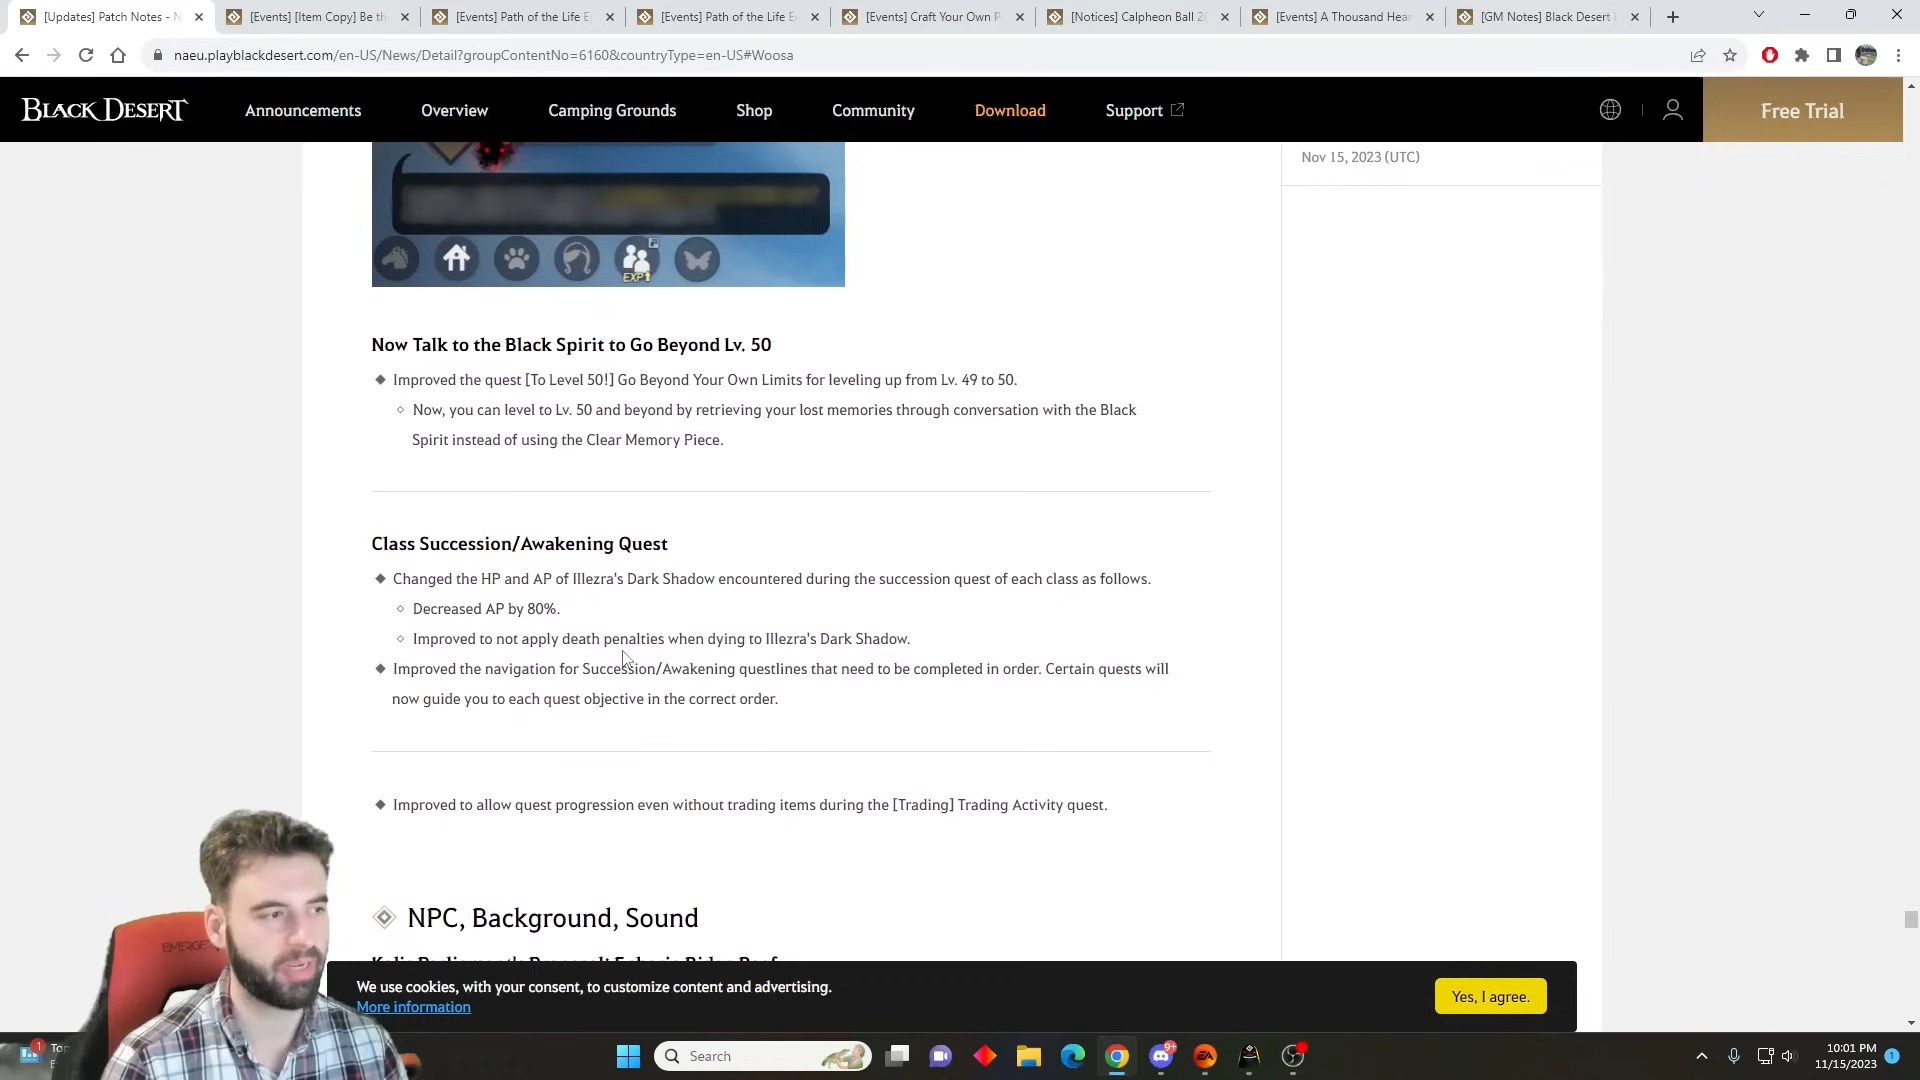 [Updates] Patch Notes - N
[Events] [Item Copy] Be th
[Events] Path of the Life E
[Events] Path of the Life E
[Events] Craft Your Own P
[Notices] Calpheon Ball 20
[Events] A Thousand Hear
[GM Notes] Black Desert
naeu.playblackdesert.com/en-US/News/Detail?groupContentNo=6160&countryType=en-US#Woosa
BLACK DESERT
Announcements
Overview
Camping Grounds
Shop
Community
Download
Support
Free Trial
Nov 15, 2023 (UTC)
EXP
Now Talk to the Black Spirit to Go Beyond Lv. 50
Improved the quest [To Level 50!] Go Beyond Your Own Limits for leveling up from Lv. 49 to 50.
Now, you can level to Lv. 50 and beyond by retrieving your lost memories through conversation with the Black
Spirit instead of using the Clear Memory Piece.
Class Succession/Awakening Quest
Changed the HP and AP of Illezra's Dark Shadow encountered during the succession quest of each class as follows.
Decreased AP by 80%.
Improved to not apply death penalties when dying to Illezra's Dark Shadow.
Improved the navigation for Succession/Awakening questlines that need to be completed in order. Certain quests will
now guide you to each quest objective in the correct order.
Improved to allow quest progression even without trading items during the [Trading] Trading Activity quest.
NPC, Background, Sound
EMERGE
We use cookies, with your consent, to customize content and advertising.
More information
Yes, I agree.
1
To
E
Search
9+
10:01 PM
11/15/2023
1